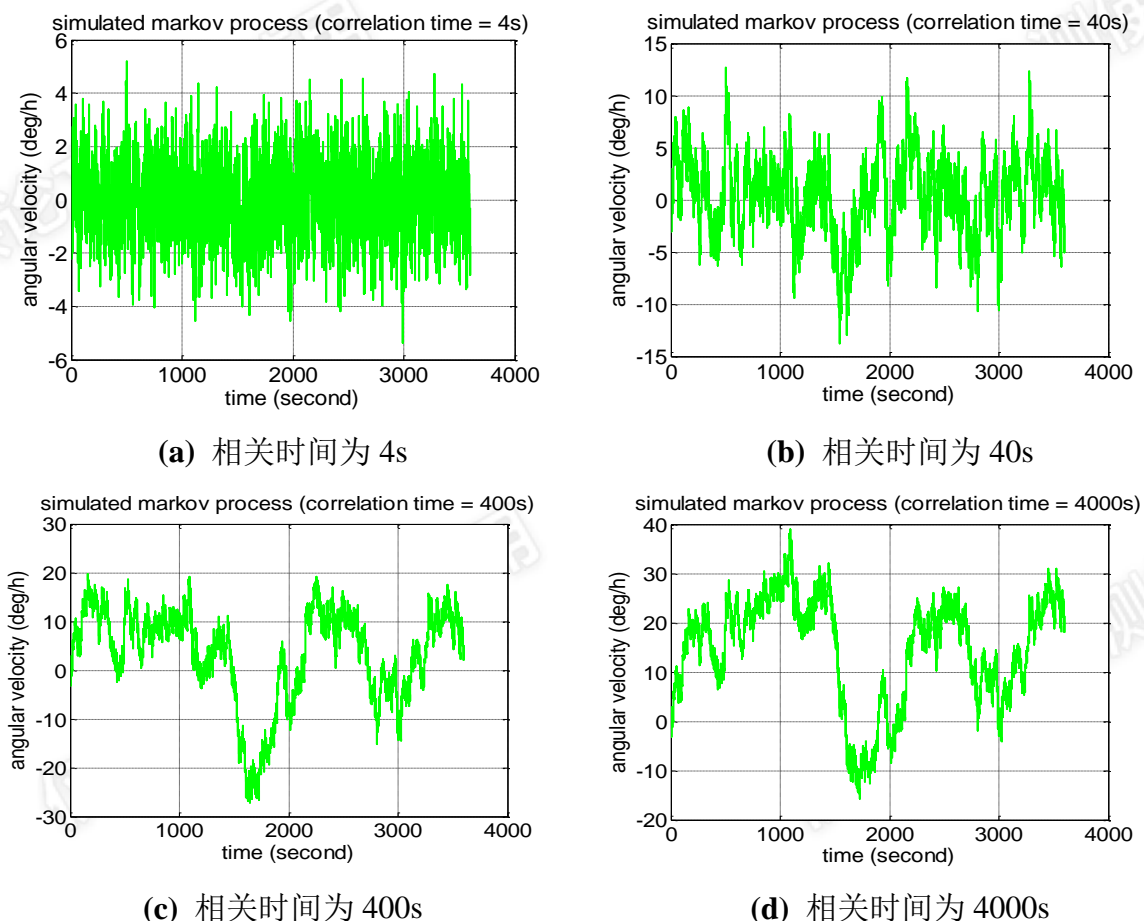 simulated markov process (correlation time = 4s)
6
4
2
0
-2
-4
-6
angular velocity (deg/h)
0 1000 2000 3000 4000
time (second)
(a) 相关时间为 4s
simulated markov process (correlation time = 40s)
15
10
5
0
-5
-10
-15
angular velocity (deg/h)
0 1000 2000 3000 4000
time (second)
(b) 相关时间为 40s
simulated markov process (correlation time = 400s)
30
20
10
0
-10
-20
-30
angular velocity (deg/h)
0 1000 2000 3000 4000
time (second)
(c) 相关时间为 400s
simulated markov process (correlation time = 4000s)
40
30
20
10
0
-10
-20
angular velocity (deg/h)
0 1000 2000 3000 4000
time (second)
(d) 相关时间为 4000s